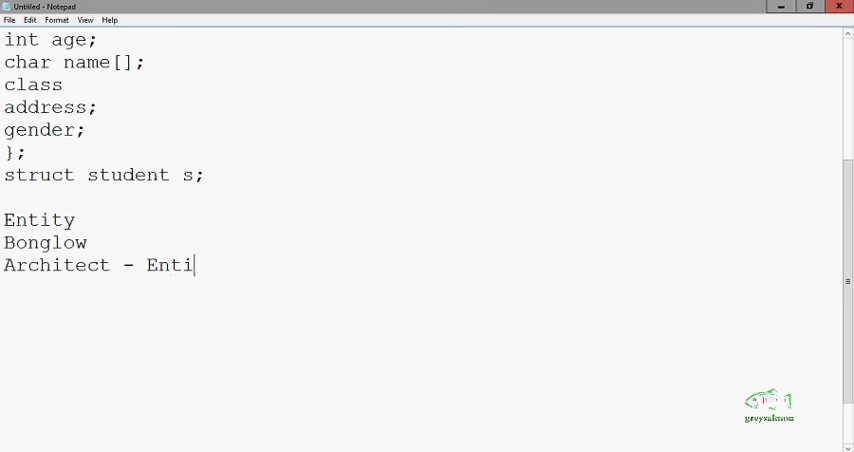 Untitled - Notepad
File Edit Format View Help
int age;
char name[];
class
address;
gender;
};
struct student s;
Entity
Bonglow
Architect - Enti
greysalmon